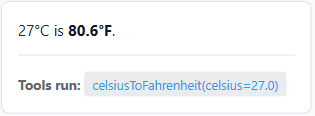 27°C is 80.6°F.
Tools run: celsiusToFahrenheit(celsius=27.0)